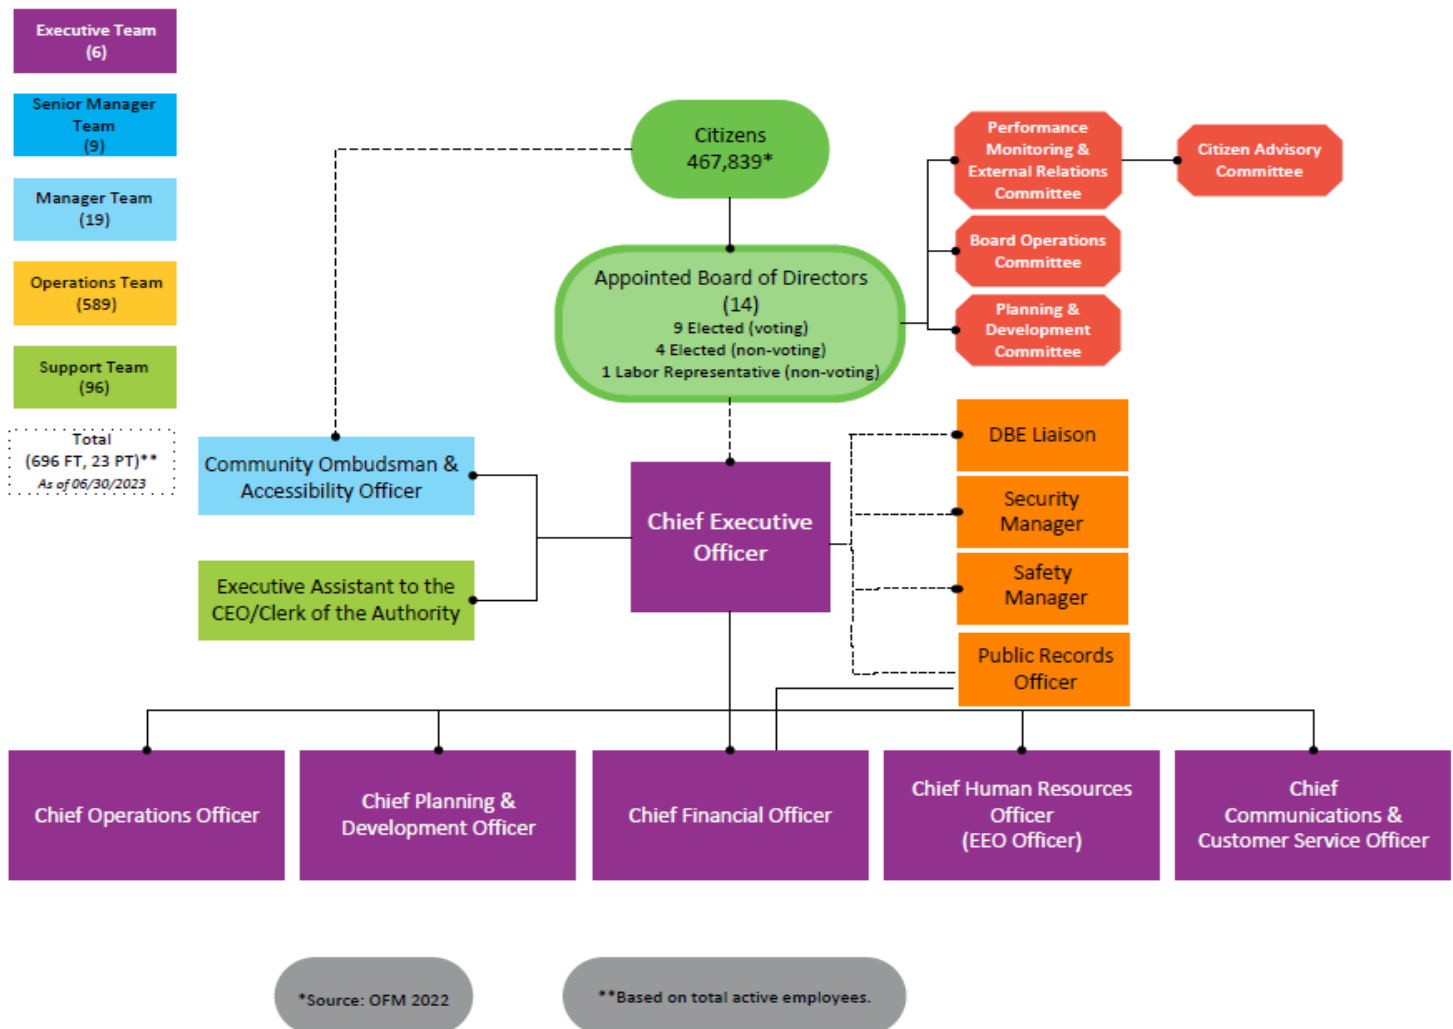 Executive Team
(6)
Senior Manager
Team
(9)
Manager Team
(19)
Operations Team
(589)
Support Team
(96)
Total
(696 FT, 23 PT)**
As of 06/30/2023
Citizens
467,839*
Appointed Board of Directors
(14)
9 Elected (voting)
4 Elected (non-voting)
1 Labor Representative (non-voting)
Performance
Monitoring &
External Relations
Committee
Citizen Advisory
Committee
Board Operations
Committee
Planning &
Development
Committee
Community Ombudsman &
Accessibility Officer
Executive Assistant to the
CEO/Clerk of the Authority
Chief Executive
Officer
DBE Liaison
Security
Manager
Safety
Manager
Public Records
Officer
Chief Operations Officer
Chief Planning &
Development Officer
Chief Financial Officer
Chief Human Resources
Officer
(EEO Officer)
Chief
Communications &
Customer Service Officer
*Source: OFM 2022
**Based on total active employees.